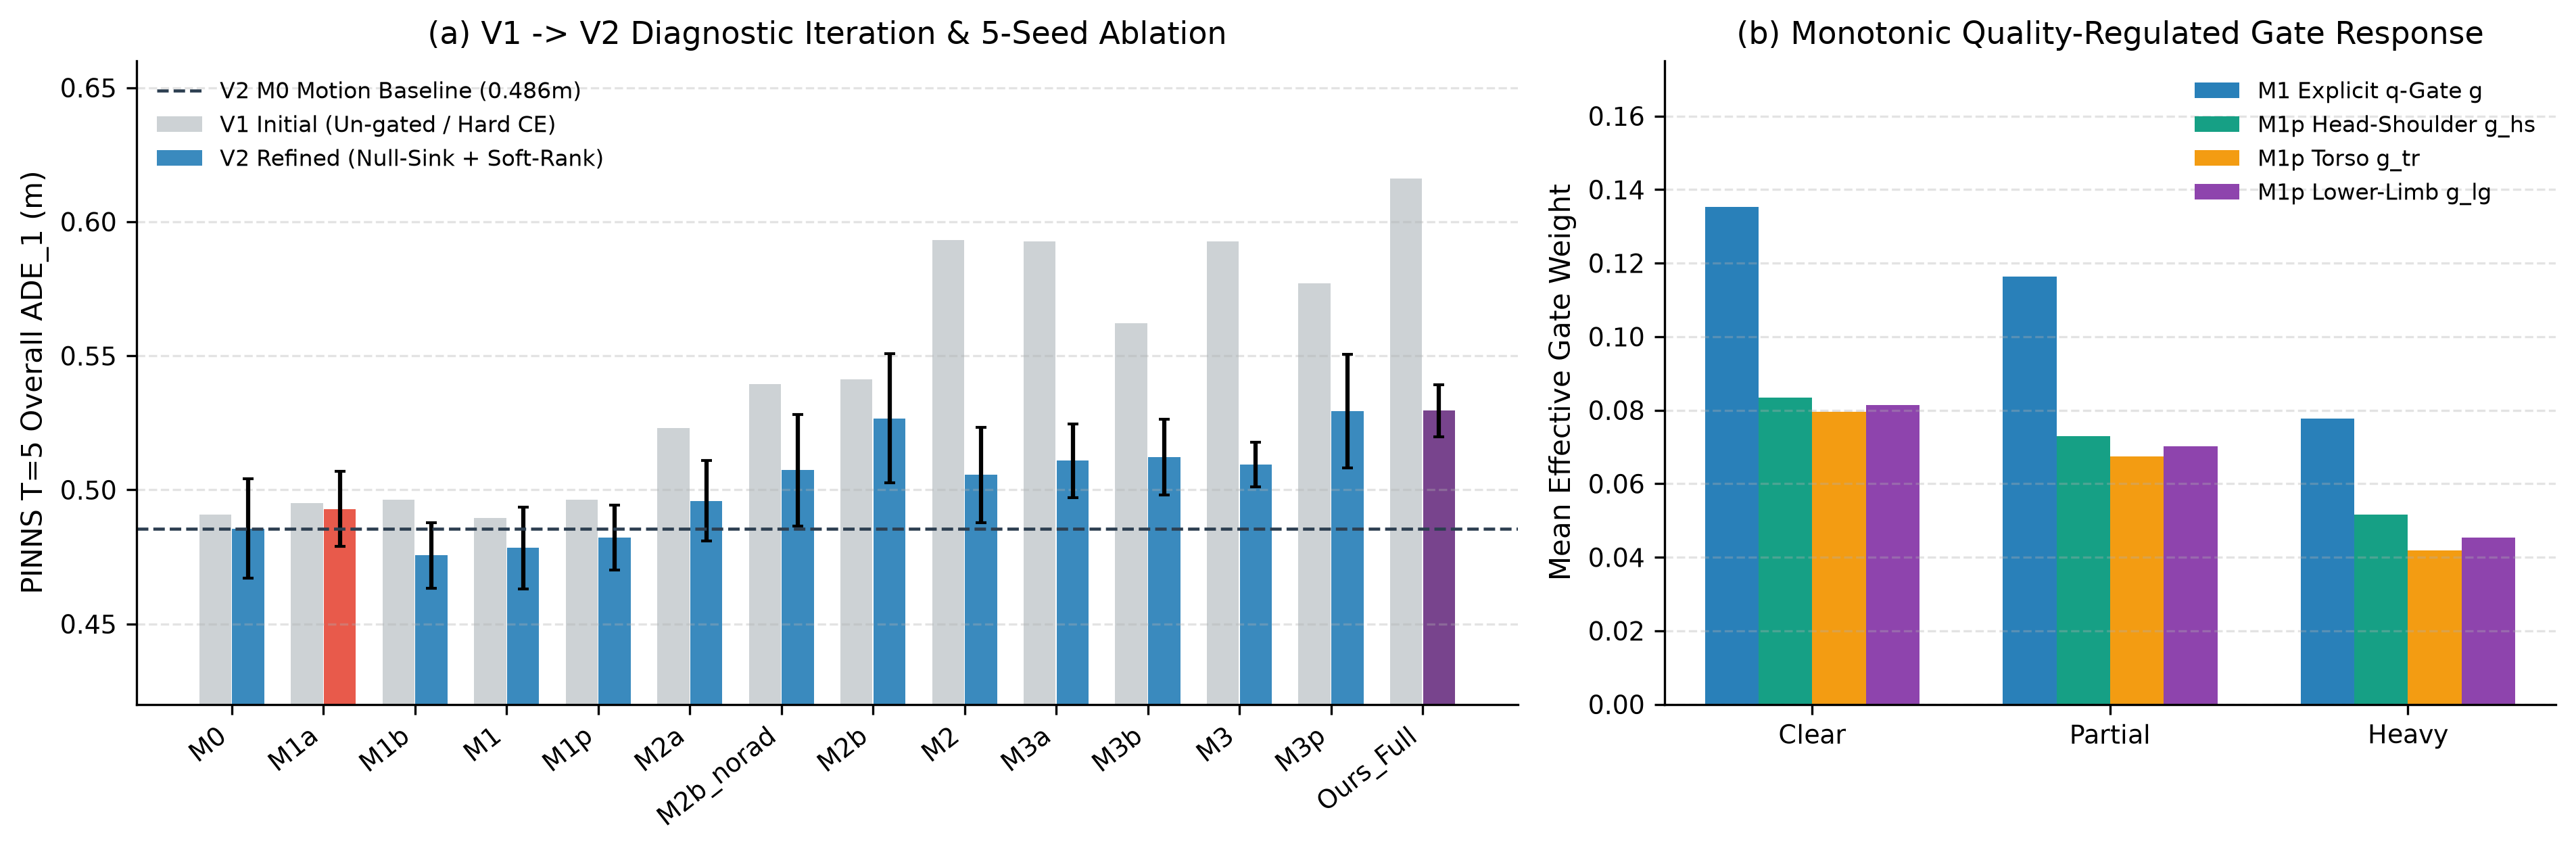 (a) V1 -> V2 Diagnostic Iteration & 5-Seed Ablation
PINNS T=5 Overall ADE_1 (m)
0.65
0.60
0.55
0.50
0.45
V2 M0 Motion Baseline (0.486m)
V1 Initial (Un-gated / Hard CE)
V2 Refined (Null-Sink + Soft-Rank)
M0
M1a
M1b
M1
M1p
M2a
M2b_norad
M2b
M2
M3a
M3b
M3
M3p
Ours_Full
(b) Monotonic Quality-Regulated Gate Response
Mean Effective Gate Weight
0.16
0.14
0.12
0.10
0.08
0.06
0.04
0.02
0.00
M1 Explicit q-Gate g
M1p Head-Shoulder g_hs
M1p Torso g_tr
M1p Lower-Limb g_lg
Clear
Partial
Heavy